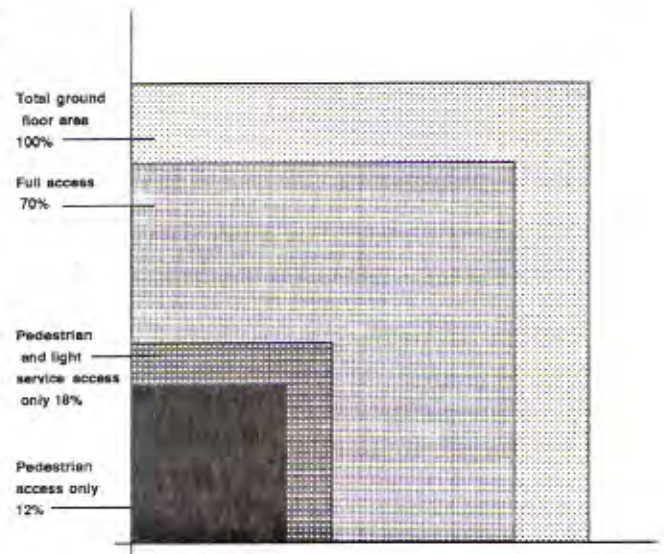 Total ground
floor area
100%
Full access
70%
Pedestrian
and light
service access
only 18%
Pedestrian
access only
12%